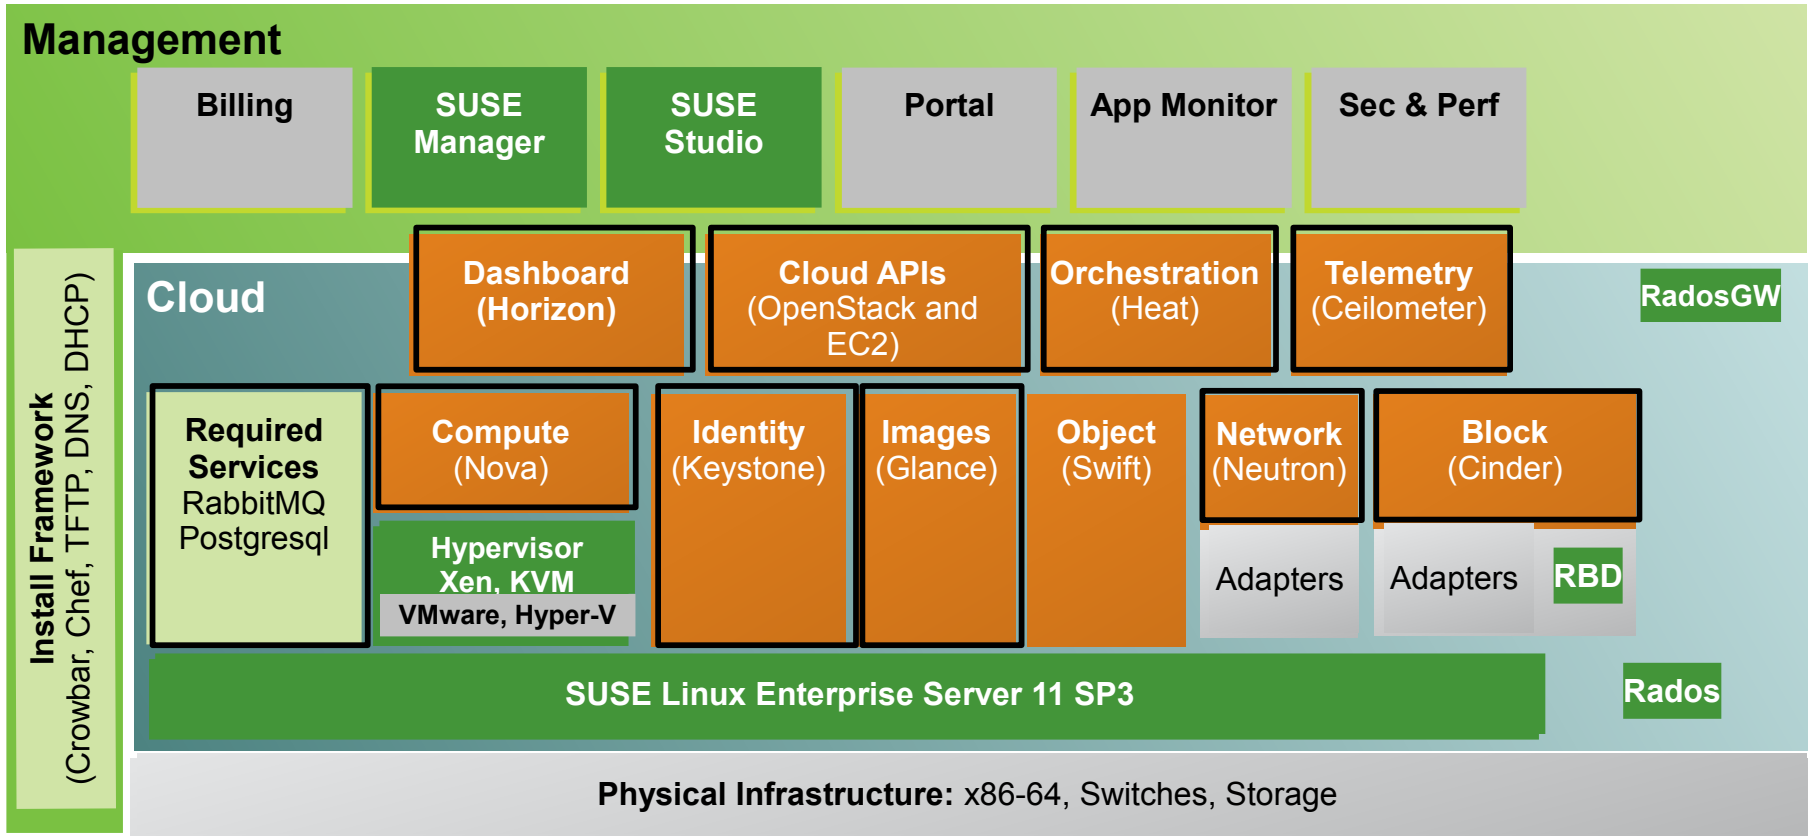 Management
Billing
SUSE
Manager
SUSE
Studio
Portal
App Monitor
Sec & Perf
Install Framework
(Crowbar, Chef, TFTP, DNS, DHCP)
Cloud
Dashboard
(Horizon)
Cloud APIs
(OpenStack and
EC2)
Orchestration
(Heat)
Telemetry
(Ceilometer)
RadosGW
Required
Services
RabbitMQ
Postgresql
Compute
(Nova)
Hypervisor
Xen, KVM
VMware, Hyper-V
Identity
(Keystone)
Images
(Glance)
Object
(Swift)
Network
(Neutron)
Adapters
Block
(Cinder)
Adapters
RBD
SUSE Linux Enterprise Server 11 SP3
Rados
Physical Infrastructure: x86-64, Switches, Storage